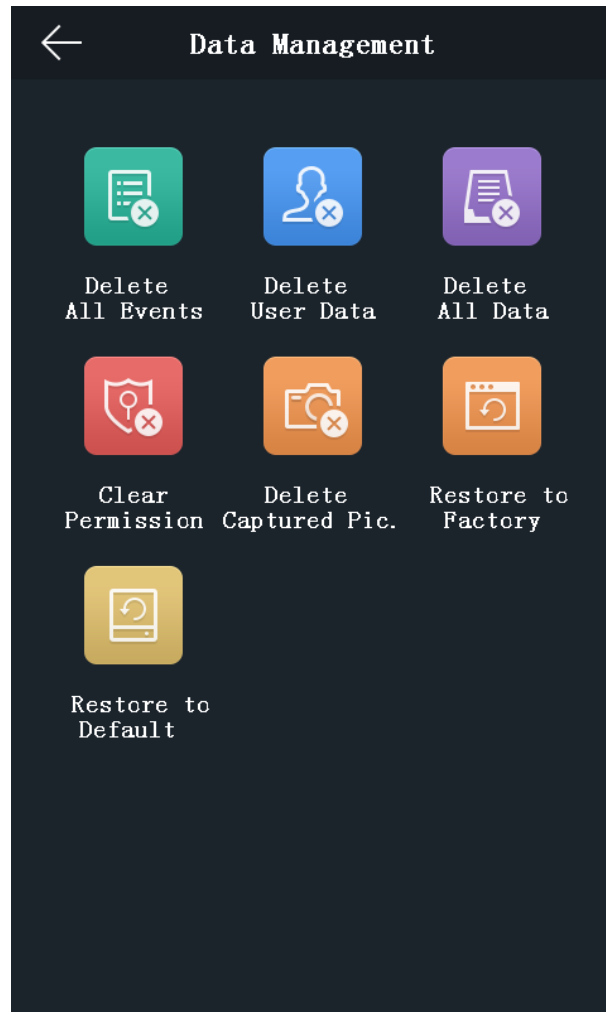 Data Management
Delete
All Events
Delete
User Data
Delete
All Data
Clear
Permission
Delete
Captured Pic.
Restore to
Factory
Restore to
Default